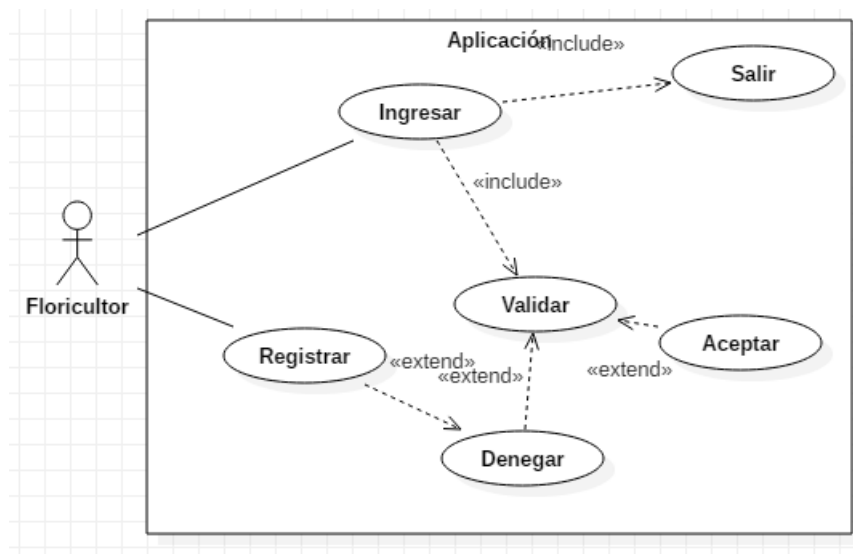 Aplicación
«include»
Salir
Ingresar
«include»
Floricultor
Validar
Registrar
«extend»
«extend»
«extend»
Aceptar
Denegar